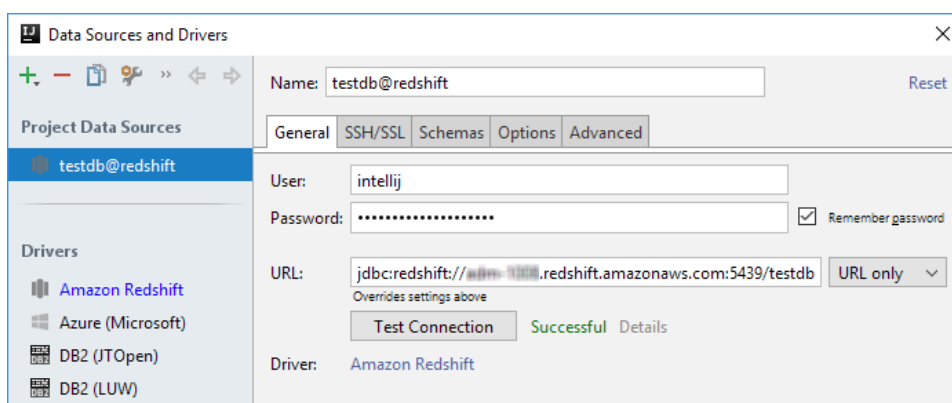 Data Sources and Drivers
Name: testdb@redshift Reset
Project Data Sources
General SSH/SSL Schemas Options Advanced
testdb@redshift
User: intellij
Password: •••••••••••••••••••• Remember password
Drivers
URL: jdbc:redshift:// .redshift.amazonaws.com:5439/testdb URL only
Overrides settings above
Amazon Redshift
Azure (Microsoft)
Test Connection Successful Details
DB2 (JTOpen)
Driver: Amazon Redshift
DB2 (LUW)